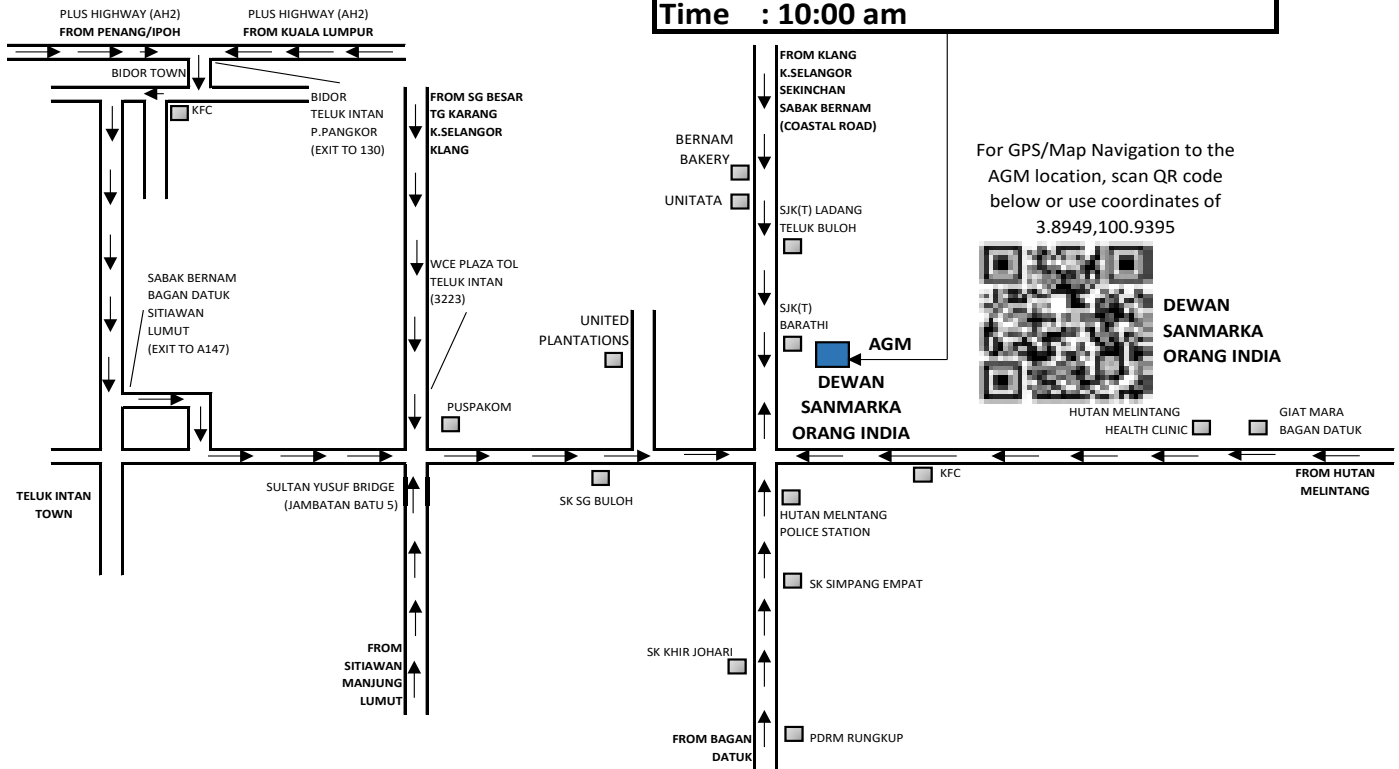 Time : 10:00 am
PLUS HIGHWAY (AH2)
FROM PENANG/IPOH
PLUS HIGHWAY (AH2)
FROM KUALA LUMPUR
BIDOR TOWN
KFC
BIDOR
TELUK INTAN
P.PANGKOR
(EXIT TO 130)
FROM SG BESAR
TG KARANG
K.SELANGOR
KLANG
FROM KLANG
K.SELANGOR
SEKINCHAN
SABAK BERNAM
(COASTAL ROAD)
BERNAM
BAKERY
UNITATA
SJK(T) LADANG
TELUK BULOH
For GPS/Map Navigation to the
AGM location, scan QR code
below or use coordinates of
3.8949,100.9395
DEWAN
SANMARKA
ORANG INDIA
SABAK BERNAM
BAGAN DATUK
SITIAWAN
LUMUT
(EXIT TO A147)
WCE PLAZA TOL
TELUK INTAN
(3223)
UNITED
PLANTATIONS
SJK(T)
BARATHI
AGM
DEWAN
SANMARKA
ORANG INDIA
PUSPAKOM
HUTAN MELINTANG
HEALTH CLINIC
GIAT MARA
BAGAN DATUK
TELUK INTAN
TOWN
SULTAN YUSUF BRIDGE
(JAMBATAN BATU 5)
SK SG BULOH
KFC
FROM HUTAN
MELINTANG
HUTAN MELNTANG
POLICE STATION
SK SIMPANG EMPAT
FROM
SITIAWAN
MANJUNG
LUMUT
SK KHIR JOHARI
FROM BAGAN
DATUK
PDRM RUNGKUP